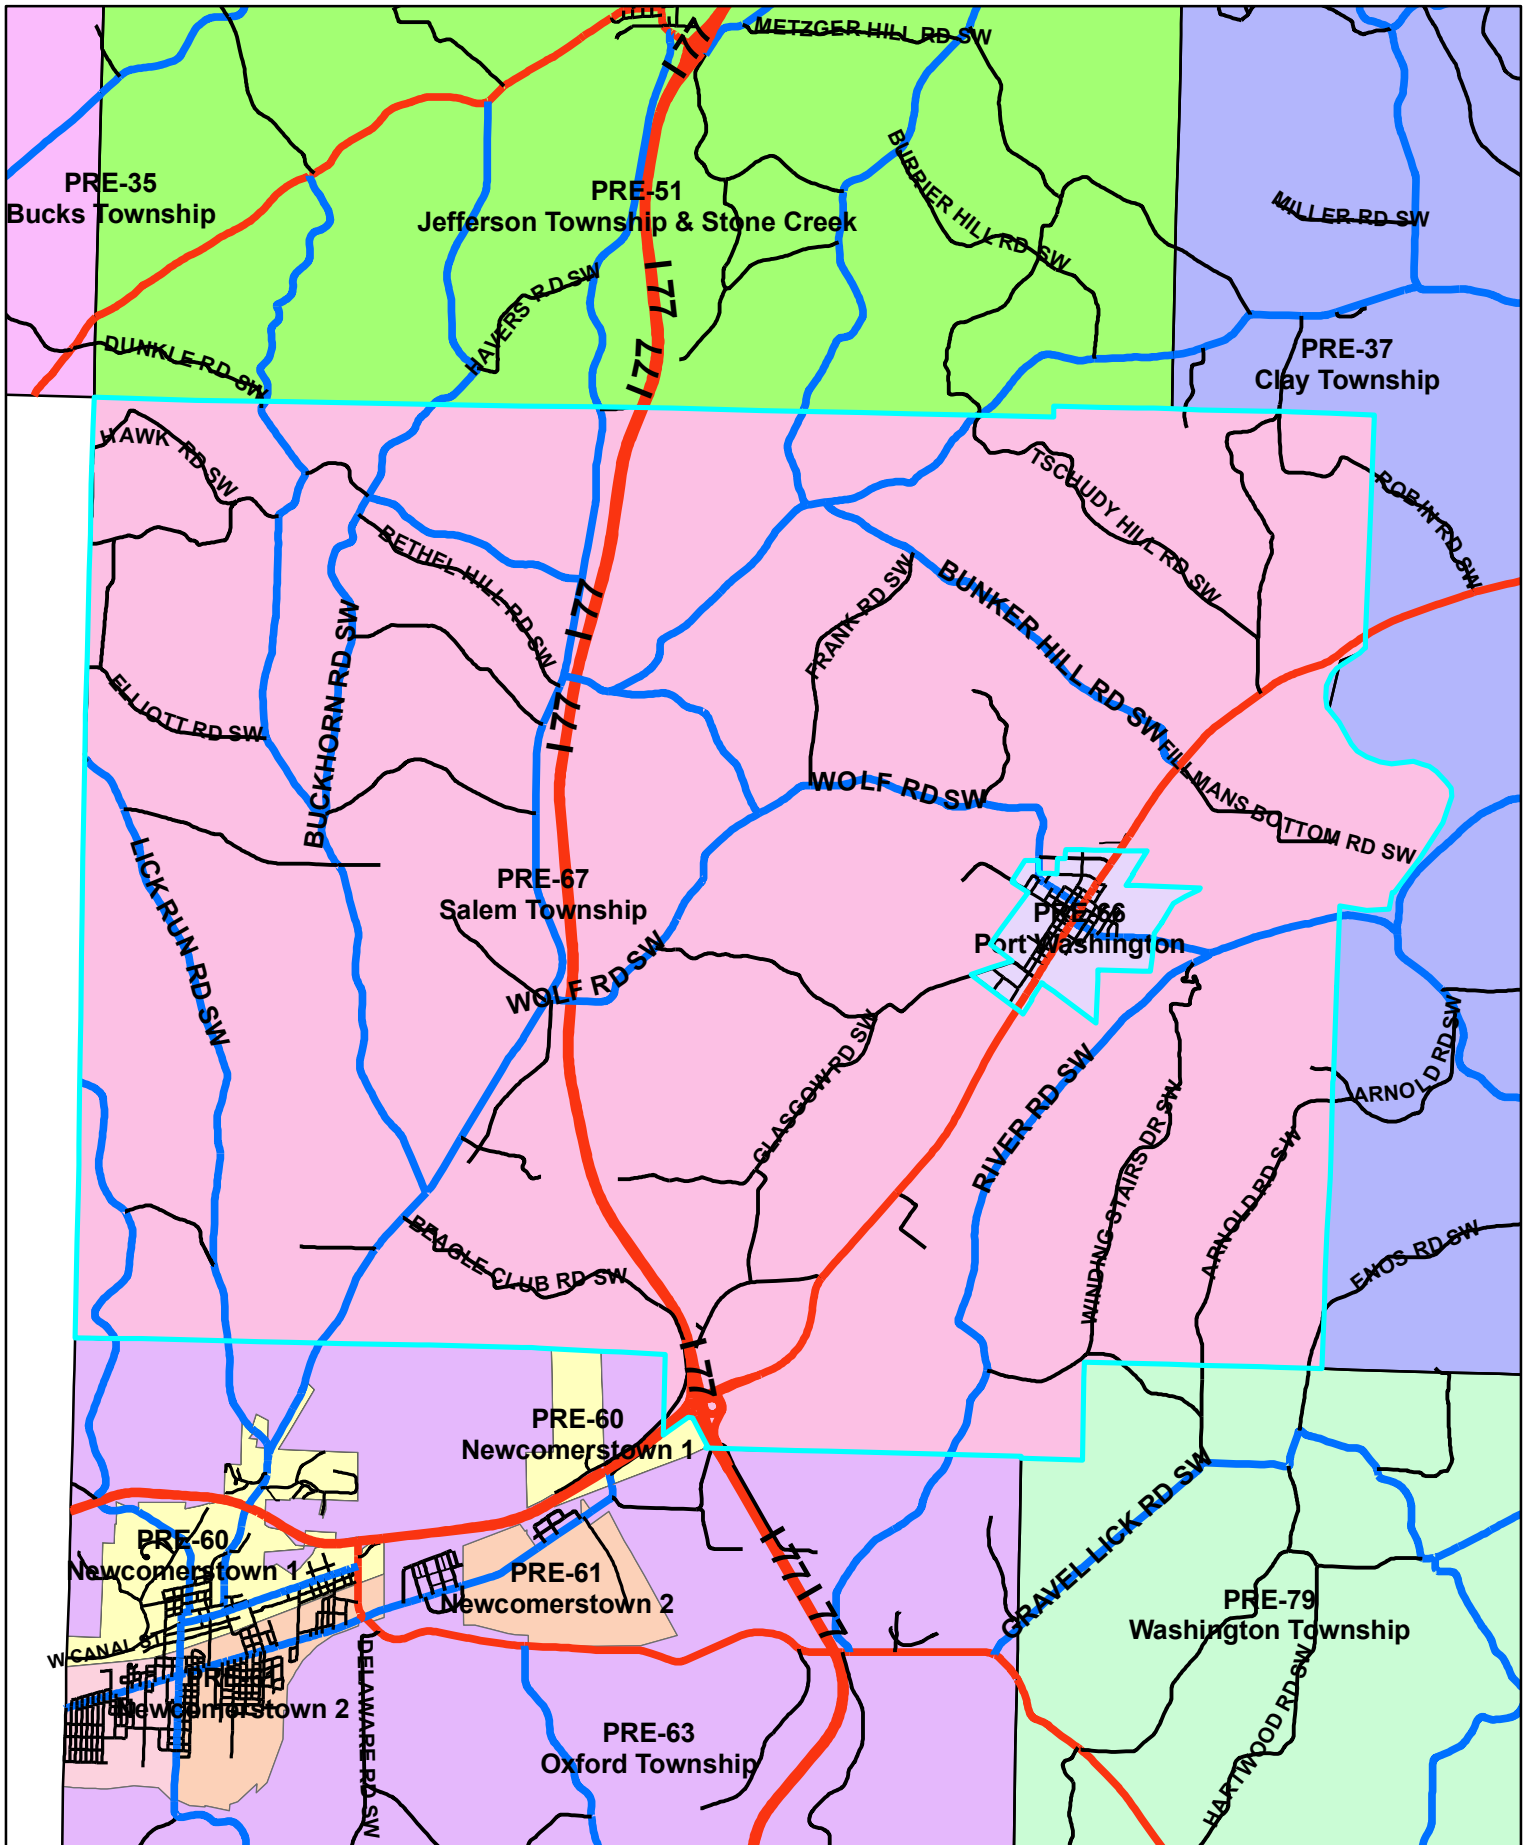 I 77
METZGER HILL RD SW
BURRIER HILL RD SW
PRE-35
Bucks Township
PRE-51
Jefferson Township & Stone Creek
MILLER RD SW
I 77
HAVERS RD SW
I 77
DUNKLE RD SW
PRE-37
Clay Township
HAWK RD SW
TSCHUDY HILL RD SW
ROBIN RD SW
BETHEL HILL RD SW
FRANK RD SW
BUNKER HILL RD SW
I 77
BUCKHORN RD SW
ELLIOTT RD SW
I 77
WOLF RD SW
FILLMANS BOTTOM RD SW
LICK RUN RD SW
PRE-67
Salem Township
PRE-66
Port Washington
WOLF RD SW
GLASGOW RD SW
RIVER RD SW
WINDING STAIRS DR SW
ARNOLD RD SW
ARNOLD RD SW
ENOS RD SW
BEAGLE CLUB RD SW
I 77
PRE-60
Newcomerstown 1
GRAVEL LICK RD SW
PRE-60
Newcomerstown 1
I 77
I 77
PRE-61
Newcomerstown 2
PRE-79
Washington Township
W CANAL ST
Newcomerstown 2
DELAWARE RD SW
PRE-63
Oxford Township
HARTWOOD RD SW